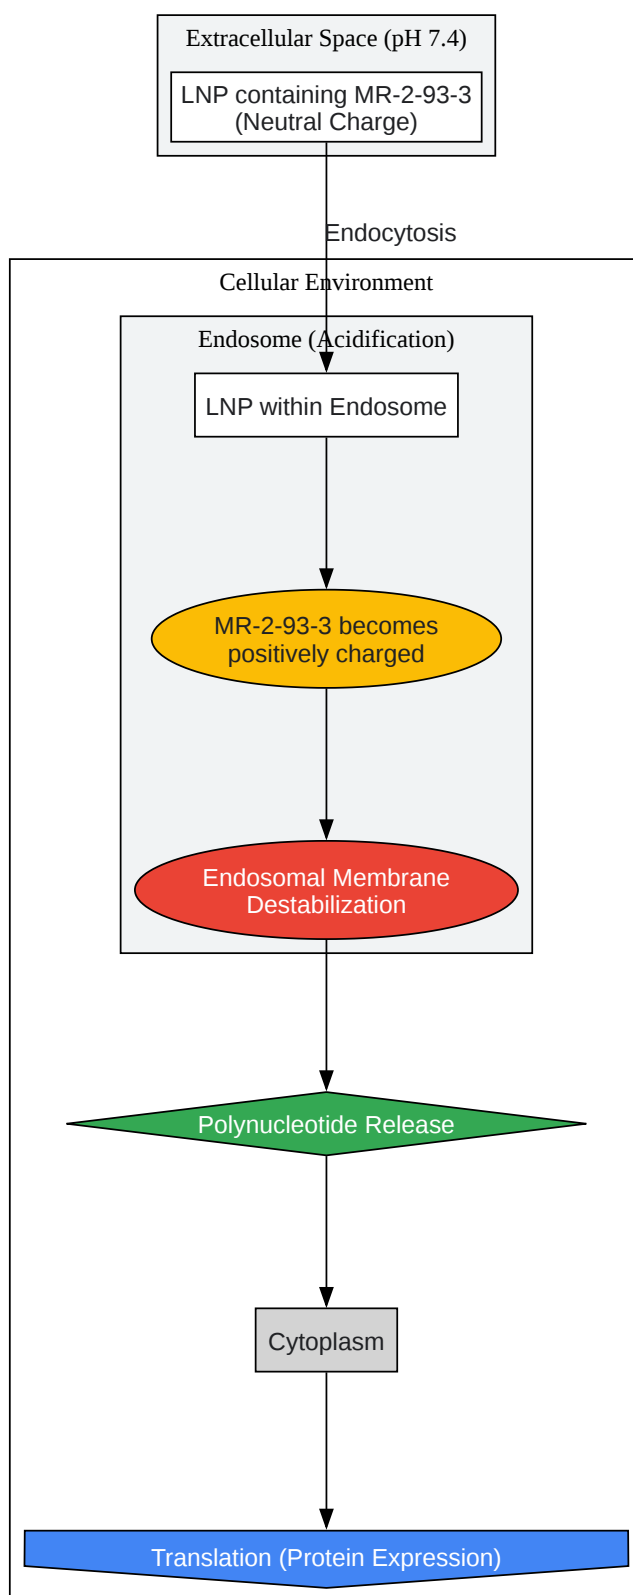 Extracellular Space (pH 7.4)
LNP containing MR-2-93-3
(Neutral Charge)
Endocytosis
Cellular Environment
Endosome (Acidification)
LNP within Endosome
MR-2-93-3 becomes
positively charged
Endosomal Membrane
Destabilization
Polynucleotide Release
Cytoplasm
Translation (Protein Expression)